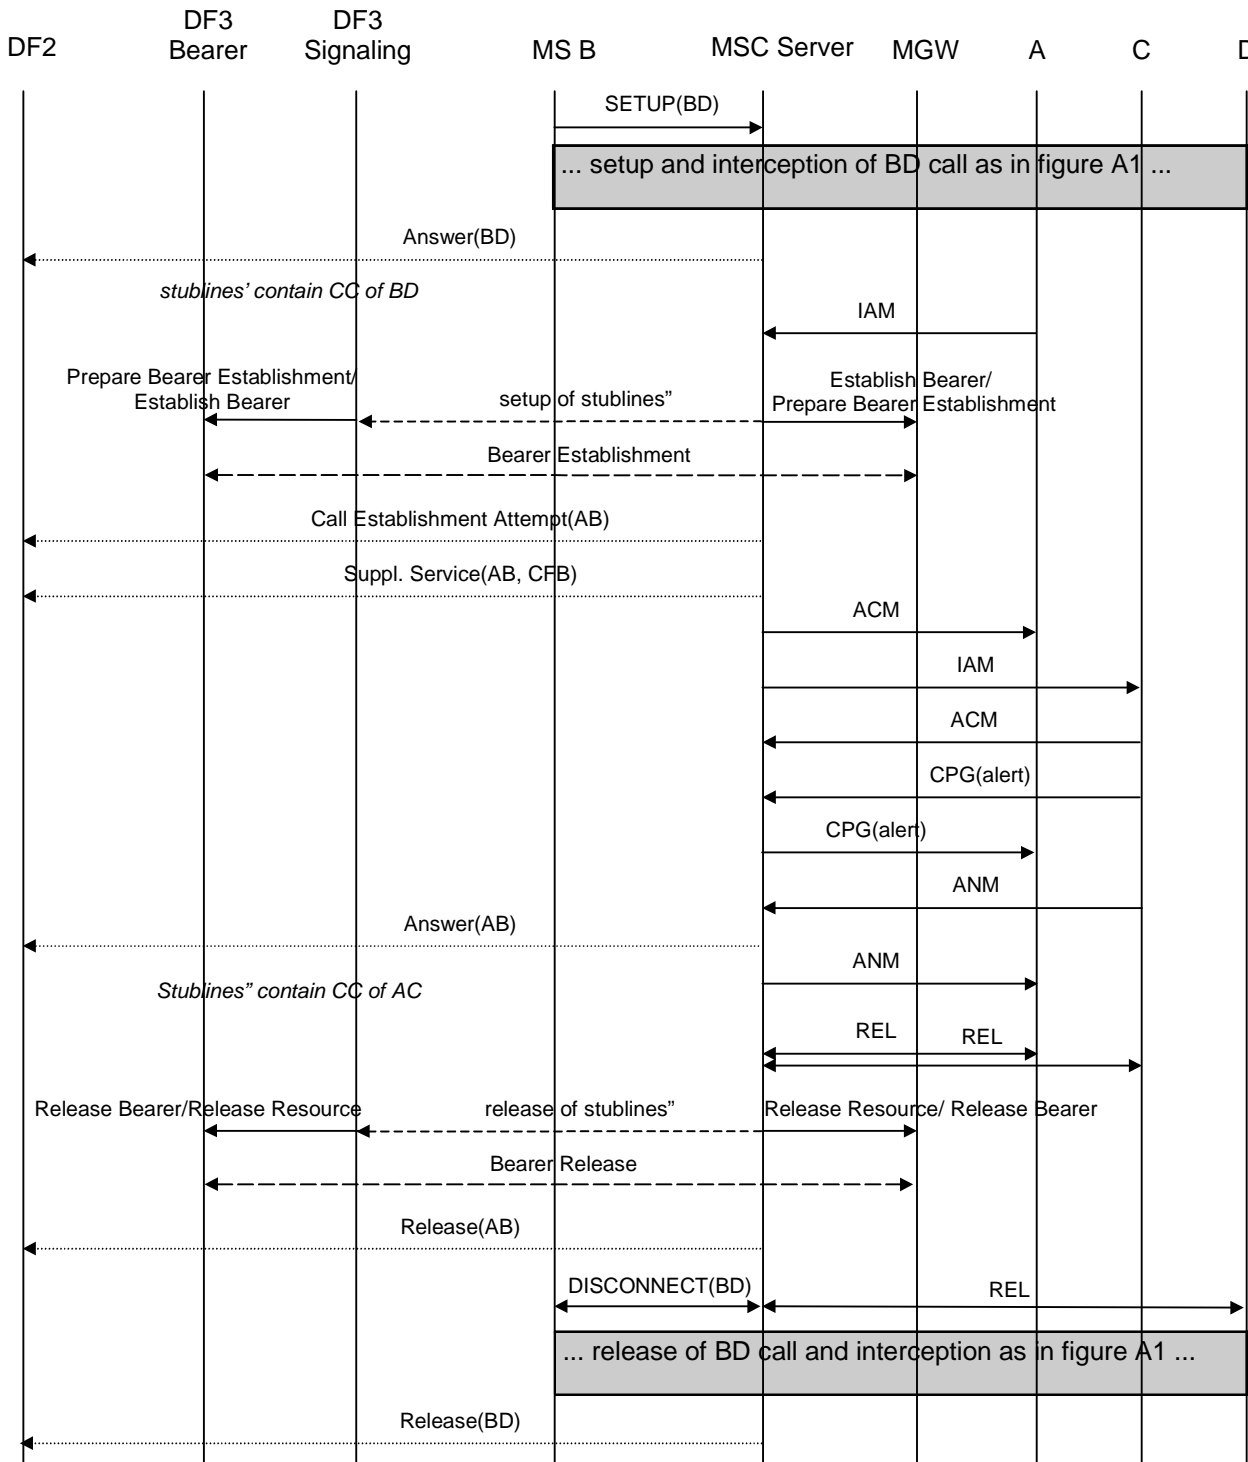 DF2
DF3
Bearer
DF3
Signaling
MS B
MSC Server
MGW
A
C
D
SETUP(BD)
... setup and interception of BD call as in figure A1 ...
Answer(BD)
stublines' contain CC of BD
IAM
Prepare Bearer Establishment/
Establish Bearer
setup of stublines”
Establish Bearer/
Prepare Bearer Establishment
Bearer Establishment
Call Establishment Attempt(AB)
Suppl. Service(AB, CFB)
ACM
IAM
ACM
CPG(alert)
CPG(alert)
ANM
Answer(AB)
ANM
Stublines” contain CC of AC
REL
REL
Release Bearer/Release Resource
release of stublines”
Release Resource/ Release Bearer
Bearer Release
Release(AB)
DISCONNECT(BD)
REL
... release of BD call and interception as in figure A1 ...
Release(BD)